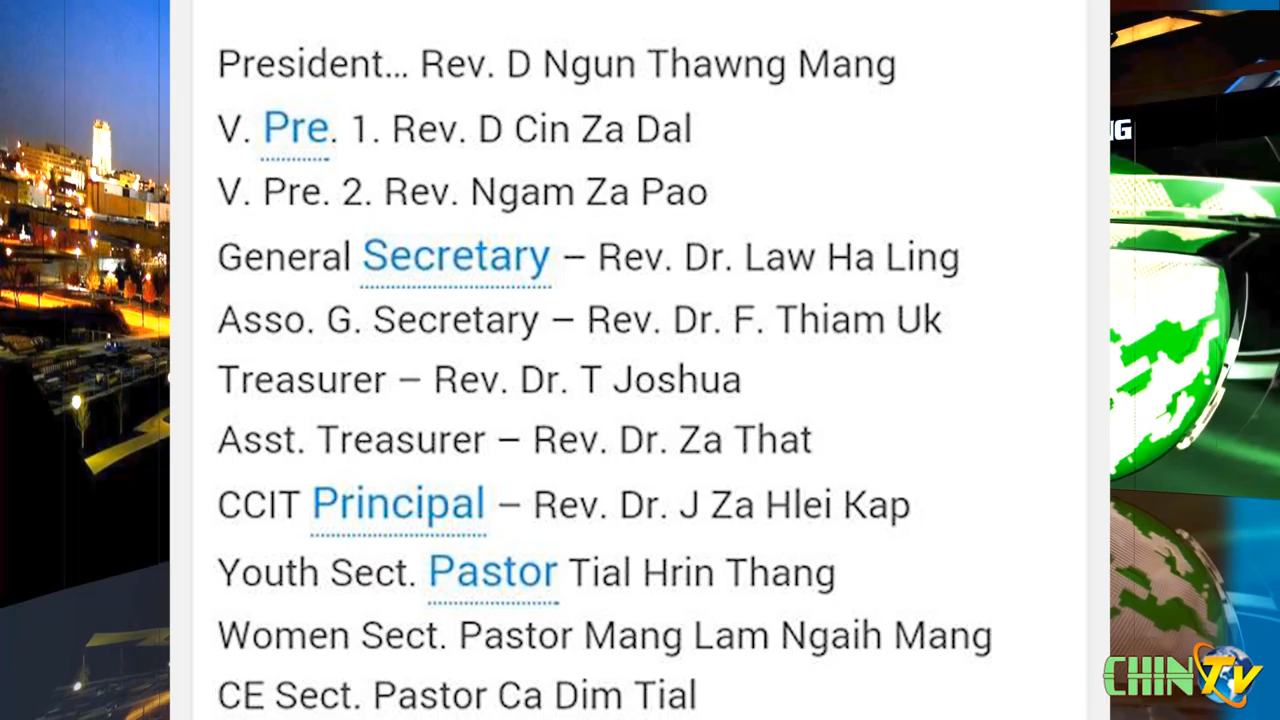 President... Rev. D Ngun Thawng Mang
V. Pre. 1. Rev. D Cin Za Dal
V. Pre. 2. Rev. Ngam Za Pao
General Secretary – Rev. Dr. Law Ha Ling
Asso. G. Secretary – Rev. Dr. F. Thiam Uk
Treasurer – Rev. Dr. T Joshua
Asst. Treasurer – Rev. Dr. Za That
CCIT Principal – Rev. Dr. J Za Hlei Kap
Youth Sect. Pastor Tial Hrin Thang
Women Sect. Pastor Mang Lam Ngaih Mang
CE Sect. Pastor Ca Dim Tial
CHINTV